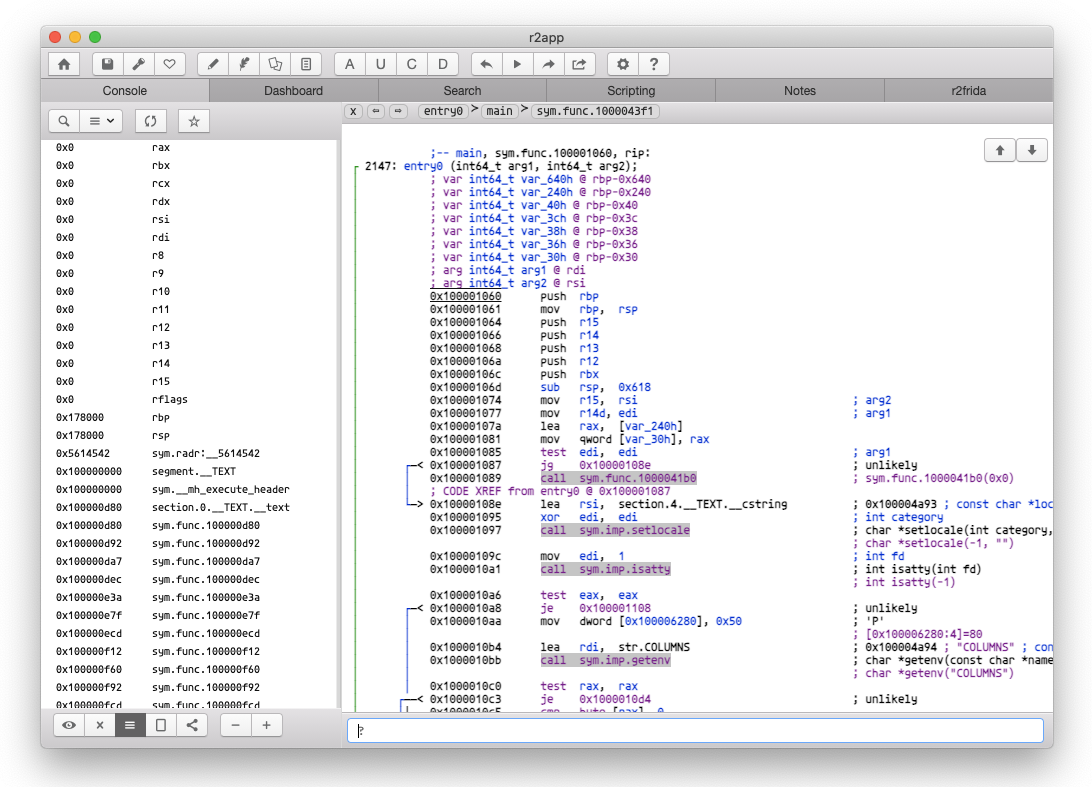 r2app
A U C D ?
Console Dashboard Search Scripting Notes r2frida
x entry0 > main > sym.func.1000043f1
0x0 rax
0x0 rbx
0x0 rcx
0x0 rdx
0x0 rsi
0x0 rdi
0x0 r8
0x0 r9
0x0 r10
0x0 r11
0x0 r12
0x0 r13
0x0 r14
0x0 r15
0x0 rflags
0x178000 rbp
0x178000 rsp
0x5614542 sym.radr:__5614542
0x100000000 segment.__TEXT
0x100000000 sym.__mh_execute_header
0x100000d80 section.0.__TEXT.__text
0x100000d80 sym.func.100000d80
0x100000d92 sym.func.100000d92
0x100000da7 sym.func.100000da7
0x100000dec sym.func.100000dec
0x100000e3a sym.func.100000e3a
0x100000e7f sym.func.100000e7f
0x100000ecd sym.func.100000ecd
0x100000f12 sym.func.100000f12
0x100000f60 sym.func.100000f60
0x100000f92 sym.func.100000f92
0x100000fcd sym.func.100000fcd
;-- main, sym.func.100001060, rip:
2147: entry0 (int64_t arg1, int64_t arg2);
; var int64_t var_640h @ rbp-0x640
; var int64_t var_240h @ rbp-0x240
; var int64_t var_40h @ rbp-0x40
; var int64_t var_3ch @ rbp-0x3c
; var int64_t var_38h @ rbp-0x38
; var int64_t var_36h @ rbp-0x36
; var int64_t var_30h @ rbp-0x30
; arg int64_t arg1 @ rdi
; arg int64_t arg2 @ rsi
0x100001060 push rbp
0x100001061 mov rbp, rsp
0x100001064 push r15
0x100001066 push r14
0x100001068 push r13
0x10000106a push r12
0x10000106c push rbx
0x10000106d sub rsp, 0x618
0x100001074 mov r15, rsi ; arg2
0x100001077 mov r14d, edi ; arg1
0x10000107a lea rax, [var_240h]
0x100001081 mov qword [var_30h], rax
0x100001085 test edi, edi ; arg1
0x100001087 jg 0x10000108e ; unlikely
0x100001089 call sym.func.1000041b0 ; sym.func.1000041b0(0x0)
; CODE XREF from entry0 @ 0x100001087
0x10000108e lea rsi, section.4.__TEXT.__cstring ; 0x100004a93 ; const char *loc
0x100001095 xor edi, edi ; int category
0x100001097 call sym.imp.setlocale ; char *setlocale(int category,
; char *setlocale(-1, "")
0x10000109c mov edi, 1 ; int fd
0x1000010a1 call sym.imp.isatty ; int isatty(int fd)
; int isatty(-1)
0x1000010a6 test eax, eax
0x1000010a8 je 0x100001108 ; unlikely
0x1000010aa mov dword [0x100006280], 0x50 ; 'P'
; [0x100006280:4]=80
0x1000010b4 lea rdi, str.COLUMNS ; 0x100004a94 ; "COLUMNS" ; con
0x1000010bb call sym.imp.getenv ; char *getenv(const char *name
; char *getenv("COLUMNS")
0x1000010c0 test rax, rax
0x1000010c3 je 0x1000010d4 ; unlikely
0x1000010c5 cmp byte [rax], 0
?